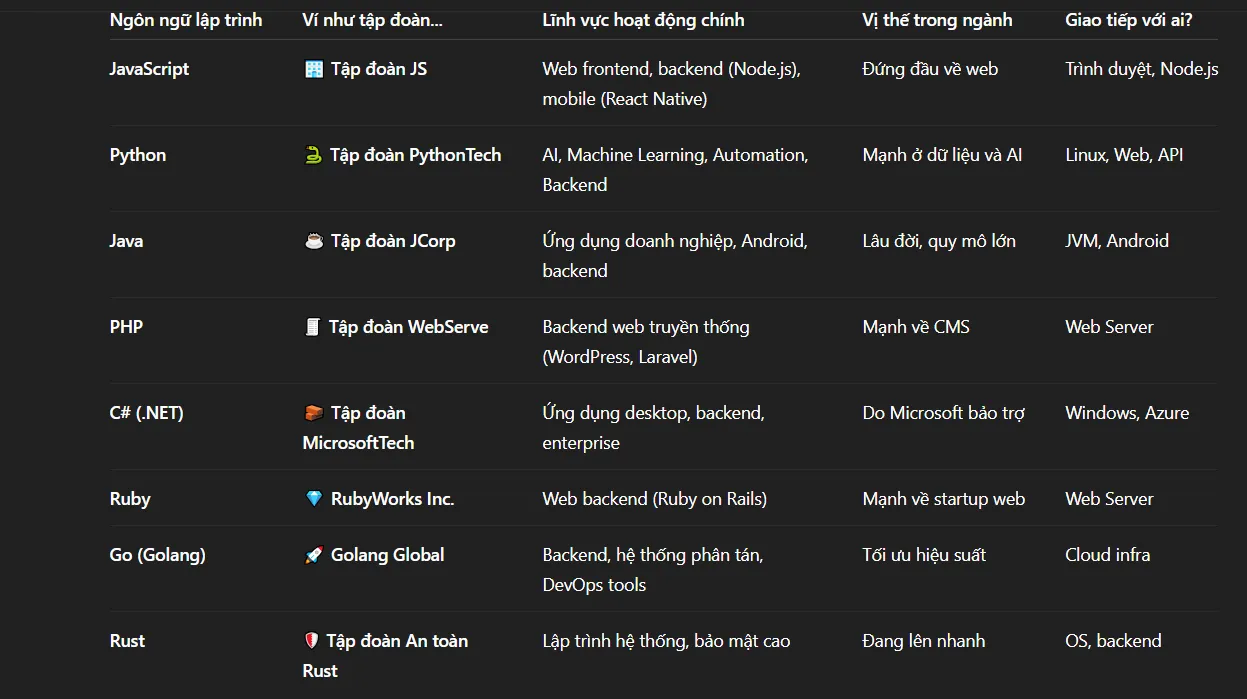 Ngôn ngữ lập trình Ví như tập đoàn... Lĩnh vực hoạt động chính Vị thế trong ngành Giao tiếp với ai?
JavaScript 🏢 Tập đoàn JS Web frontend, backend (Node.js), Đứng đầu về web Trình duyệt, Node.js
mobile (React Native)
Python 🐍 Tập đoàn PythonTech AI, Machine Learning, Automation, Mạnh ở dữ liệu và AI Linux, Web, API
Backend
Java ☕ Tập đoàn JCorp Ứng dụng doanh nghiệp, Android, Lâu đời, quy mô lớn JVM, Android
backend
PHP 🧾 Tập đoàn WebServe Backend web truyền thống Mạnh về CMS Web Server
(WordPress, Laravel)
C# (.NET) 🧱 Tập đoàn Ứng dụng desktop, backend, Do Microsoft bảo trợ Windows, Azure
MicrosoftTech enterprise
Ruby 💎 RubyWorks Inc. Web backend (Ruby on Rails) Mạnh về startup web Web Server
Go (Golang) 🚀 Golang Global Backend, hệ thống phân tán, Tối ưu hiệu suất Cloud infra
DevOps tools
Rust 🛡️ Tập đoàn An toàn Lập trình hệ thống, bảo mật cao Đang lên nhanh OS, backend
Rust